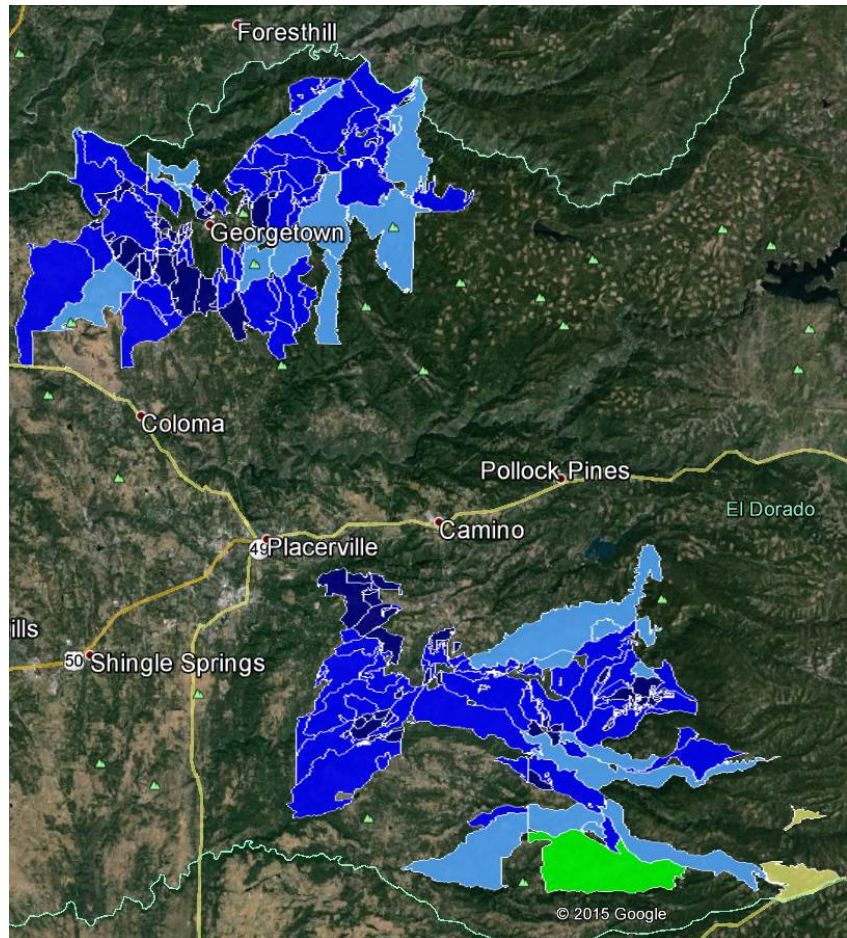 Foresthill
Georgetown
Coloma
Pollock Pines
El Dorado
Camino
49 Placerville
ills
50 Shingle Springs
© 2015 Google